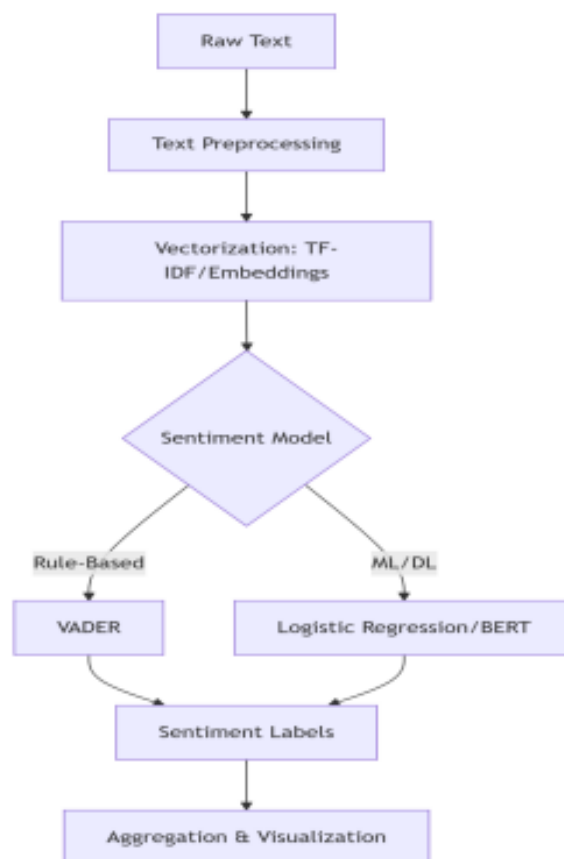 Raw Text
Text Preprocessing
Vectorization: TF-
IDF/Embeddings
Sentiment Model
Rule-Based
ML/DL
VADER
Logistic Regression/BERT
Sentiment Labels
Aggregation & Visualization